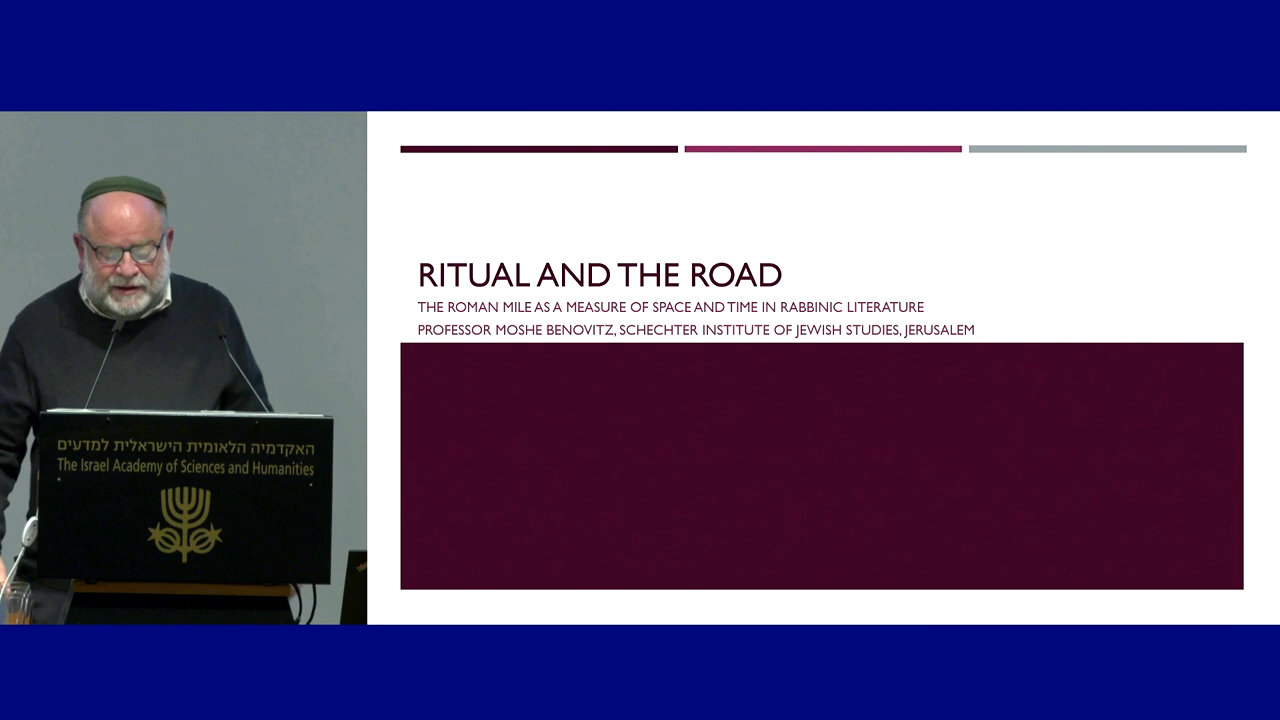 האקדמיה הלאומית הישראלית למדעים
The Israel Academy of Sciences and Humanities
RITUAL AND THE ROAD
THE ROMAN MILE AS A MEASURE OF SPACE AND TIME IN RABBINIC LITERATURE
PROFESSOR MOSHE BENOVITZ, SCHECHTER INSTITUTE OF JEWISH STUDIES, JERUSALEM